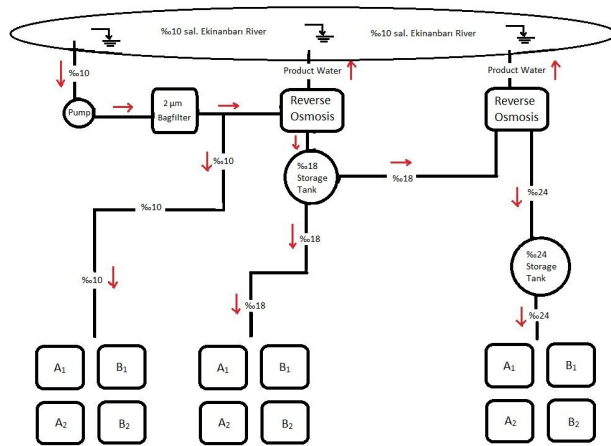 ‰10 sal. Ekinanbarı River
‰10 sal. Ekinanbarı River
‰10
Product Water
Product Water
Pump
2 µm
Bagfilter
Reverse
Osmosis
Reverse
Osmosis
‰10
‰18
Storage
Tank
‰18
‰24
‰10
‰18
‰24
Storage
Tank
‰10
‰18
‰24
A1
B1
A1
B1
A1
B1
A2
B2
A2
B2
A2
B2